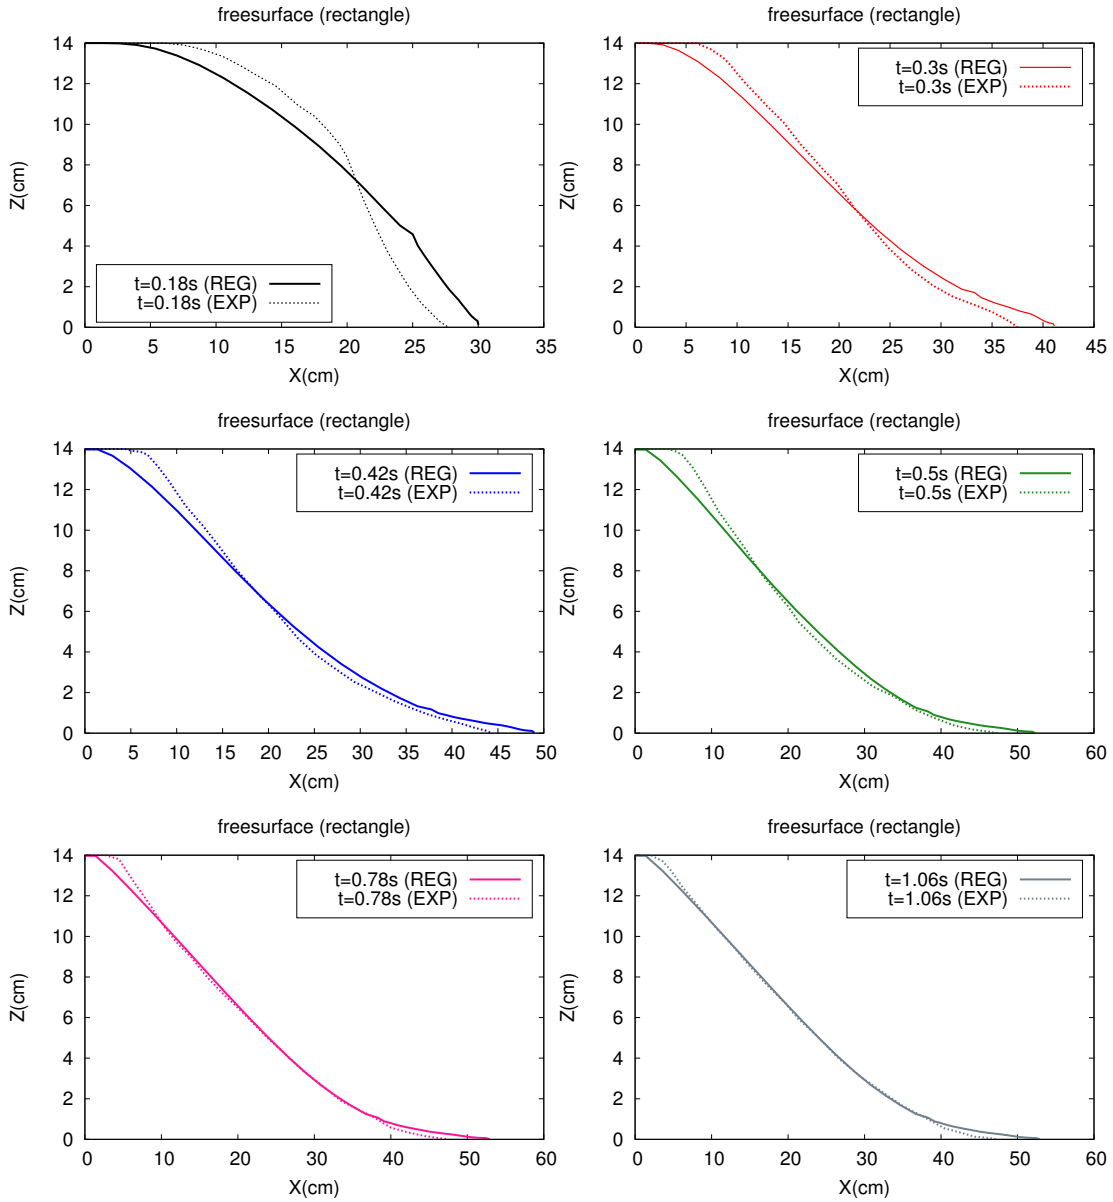 freesurface (rectangle)
14
12
10
8
6
4
2
0
Z(cm)
t=0.18s (REG)
t=0.18s (EXP)
0 5 10 15 20 25 30 35
X(cm)
freesurface (rectangle)
14
12
10
8
6
4
2
0
Z(cm)
t=0.3s (REG)
t=0.3s (EXP)
0 5 10 15 20 25 30 35 40 45
X(cm)
freesurface (rectangle)
14
12
10
8
6
4
2
0
Z(cm)
t=0.42s (REG)
t=0.42s (EXP)
0 5 10 15 20 25 30 35 40 45 50
X(cm)
freesurface (rectangle)
14
12
10
8
6
4
2
0
Z(cm)
t=0.5s (REG)
t=0.5s (EXP)
0 10 20 30 40 50 60
X(cm)
freesurface (rectangle)
14
12
10
8
6
4
2
0
Z(cm)
t=0.78s (REG)
t=0.78s (EXP)
0 10 20 30 40 50 60
X(cm)
freesurface (rectangle)
14
12
10
8
6
4
2
0
Z(cm)
t=1.06s (REG)
t=1.06s (EXP)
0 10 20 30 40 50 60
X(cm)